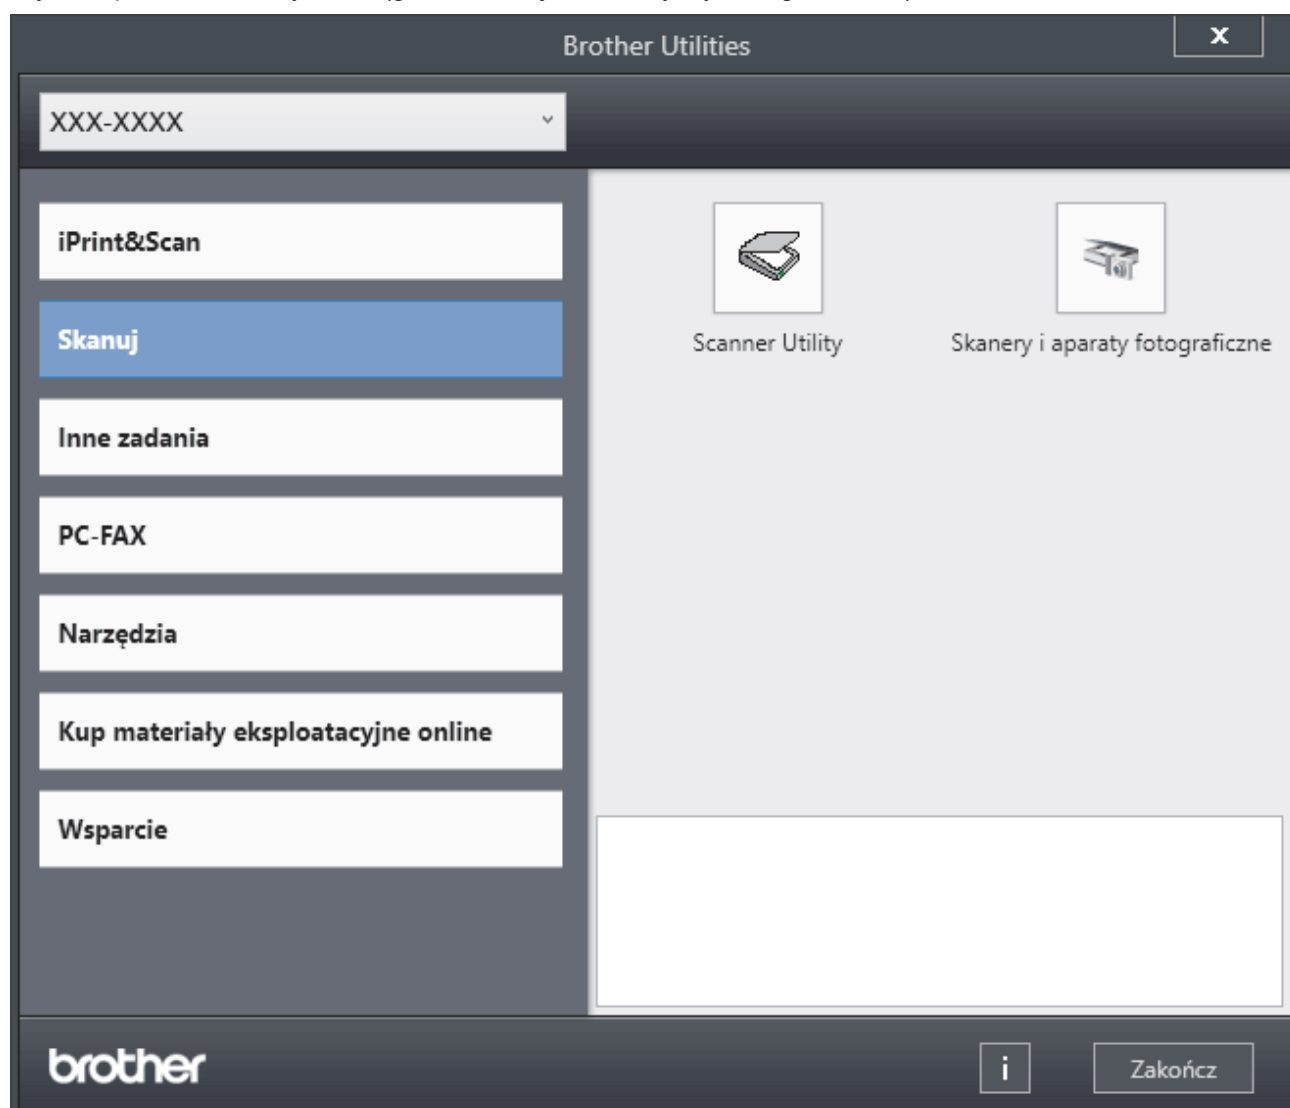 Brother Utilities
x
XXX-XXXX
iPrint&Scan
Skanuj
Inne zadania
PC-FAX
Narzędzia
Kup materiały eksploatacyjne online
Wsparcie
Scanner Utility
Skanery i aparaty fotograficzne
brother
i
Zakończ